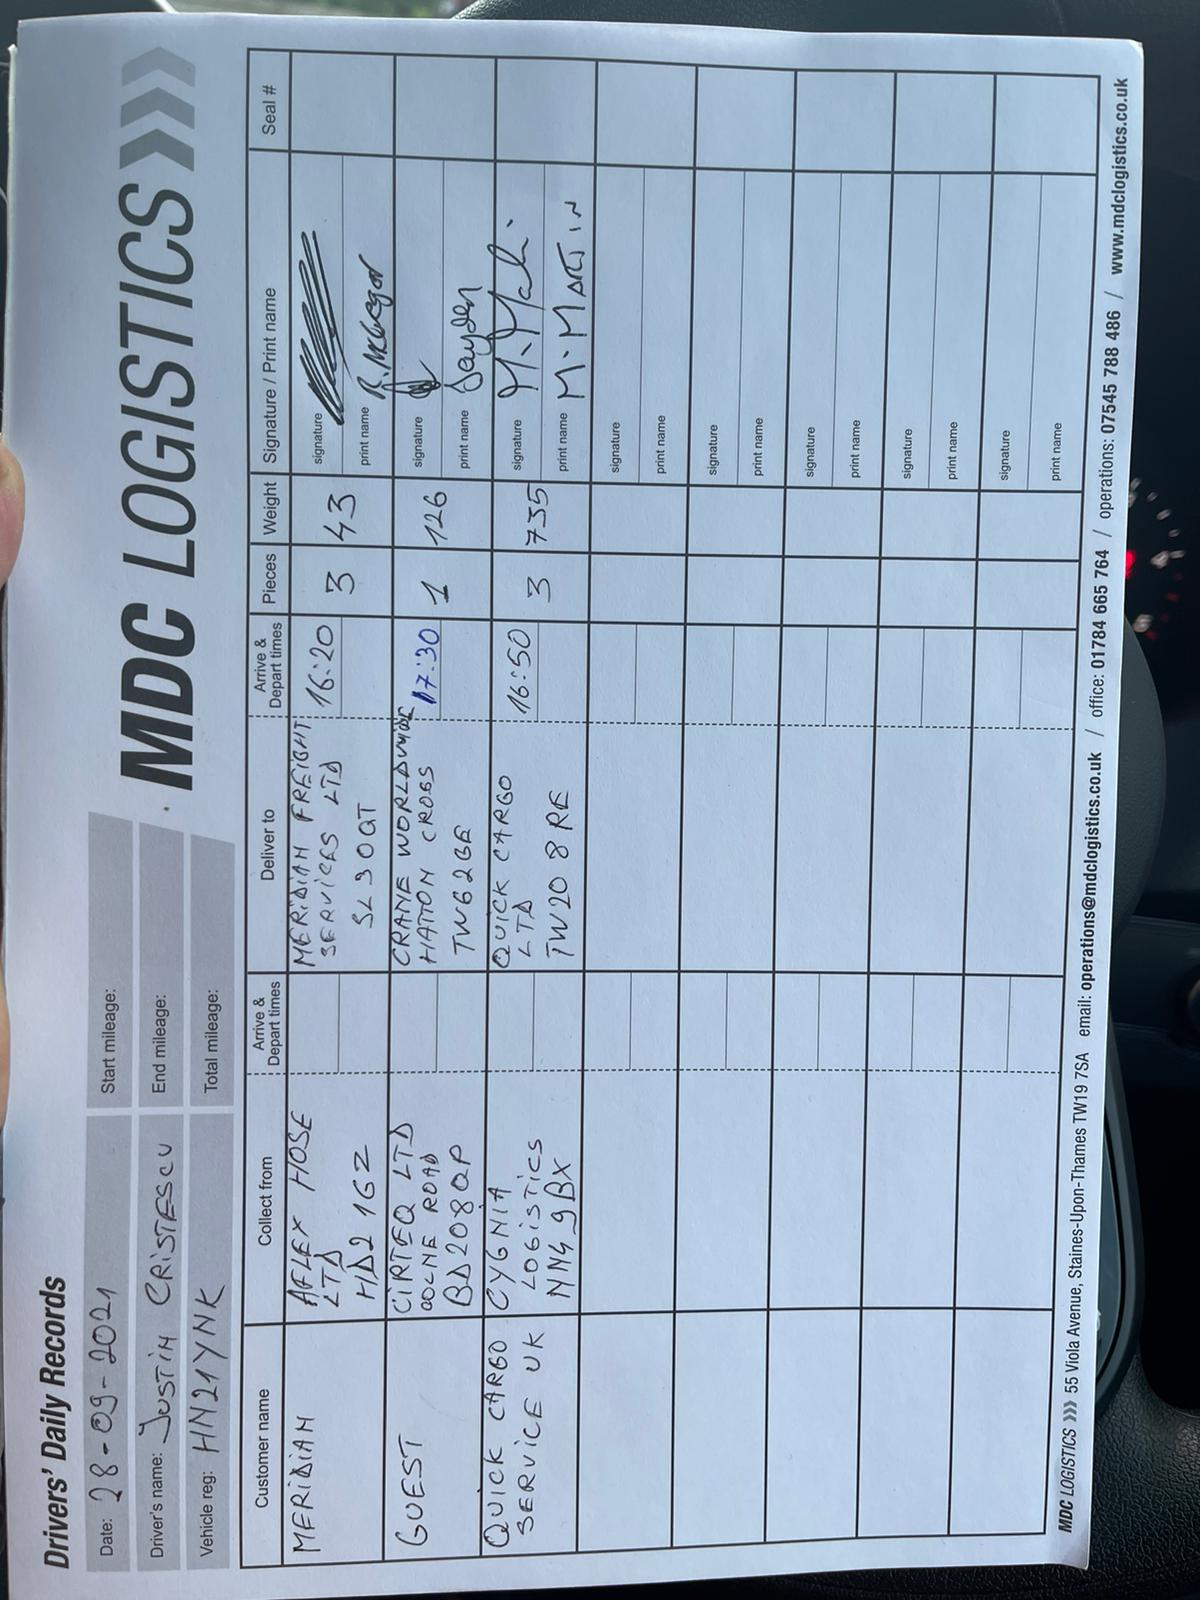 Drivers' Daily Records
MDC LOGISTICS
Date: 28-09-2021
Start mileage:
Driver's name: JUSTIN CRISTESCU
End mileage:
Vehicle reg: HN21YNK
Total mileage:
Customer name Collect from Arrive & Depart times Deliver to Arrive & Depart times Pieces Weight Signature / Print name Seal #
MERIDIAN
AFLEX HOSE
LTD
HD2 1GZ
MERIDIAN FREIGHT
SERVICES LTD
SL3 0QT
16:20
3
43
signature
print name R. McGregor
GUEST
CIRTEQ LTD
COLNE ROAD
BD20 8QP
CRANE WORLDWIDE
HATTON CROSS
TW6 2GE
17:30
1
126
signature
print name Jayden
QUICK CARGO
SERVICE UK
CYGNIA
LOGISTICS
NN4 9BX
QUICK CARGO
LTD
TW20 8RE
16:50
3
735
signature
print name M. MARTIN
signature
print name
signature
print name
signature
print name
signature
print name
signature
print name
MDC LOGISTICS >>> 55 Viola Avenue, Staines-Upon-Thames TW19 7SA email: operations@mdclogistics.co.uk / office: 01784 665 764 / operations: 07545 788 486 / www.mdclogistics.co.uk